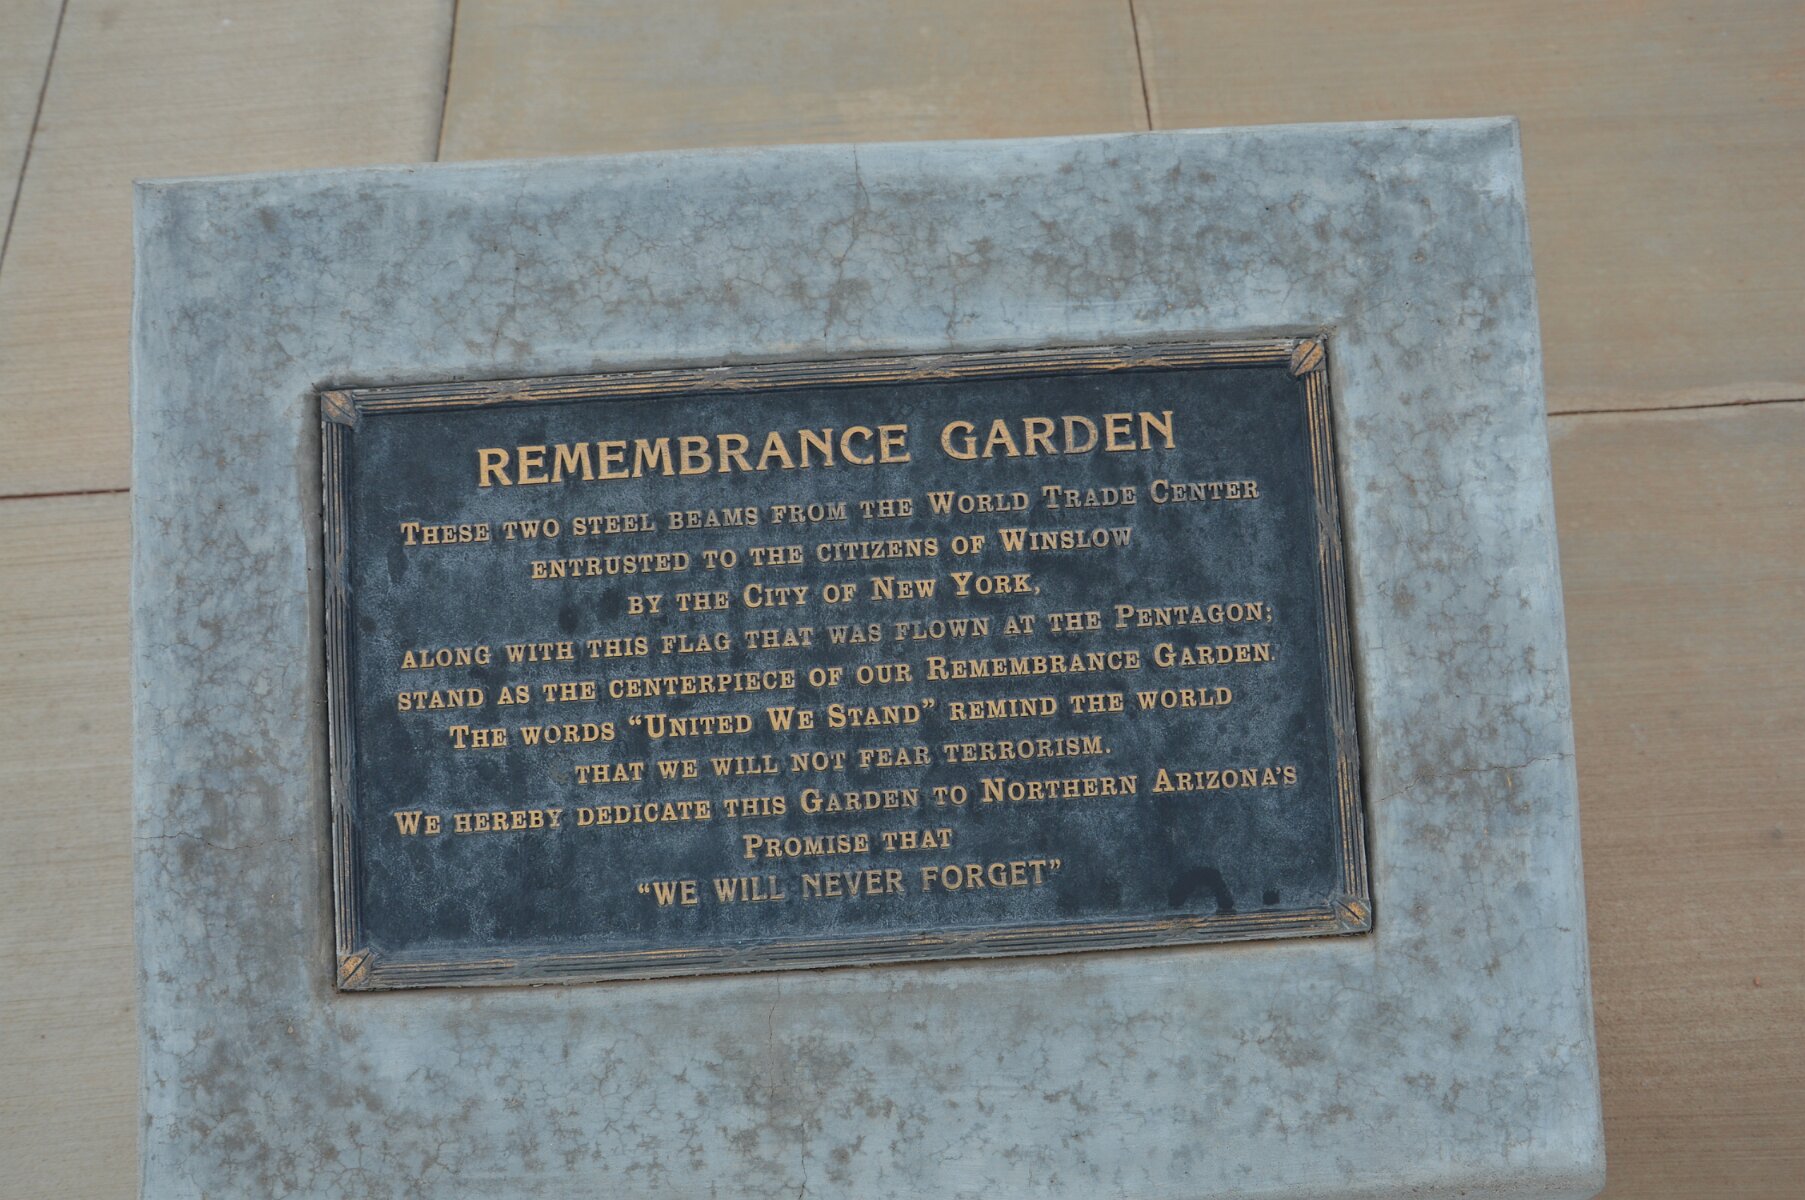 REMEMBRANCE GARDEN
THESE TWO STEEL BEAMS FROM THE WORLD TRADE CENTER
ENTRUSTED TO THE CITIZENS OF WINSLOW
BY THE CITY OF NEW YORK,
ALONG WITH THIS FLAG THAT WAS FLOWN AT THE PENTAGON;
STAND AS THE CENTERPIECE OF OUR REMEMBRANCE GARDEN.
THE WORDS “UNITED WE STAND” REMIND THE WORLD
THAT WE WILL NOT FEAR TERRORISM.
WE HEREBY DEDICATE THIS GARDEN TO NORTHERN ARIZONA'S
PROMISE THAT
“WE WILL NEVER FORGET”